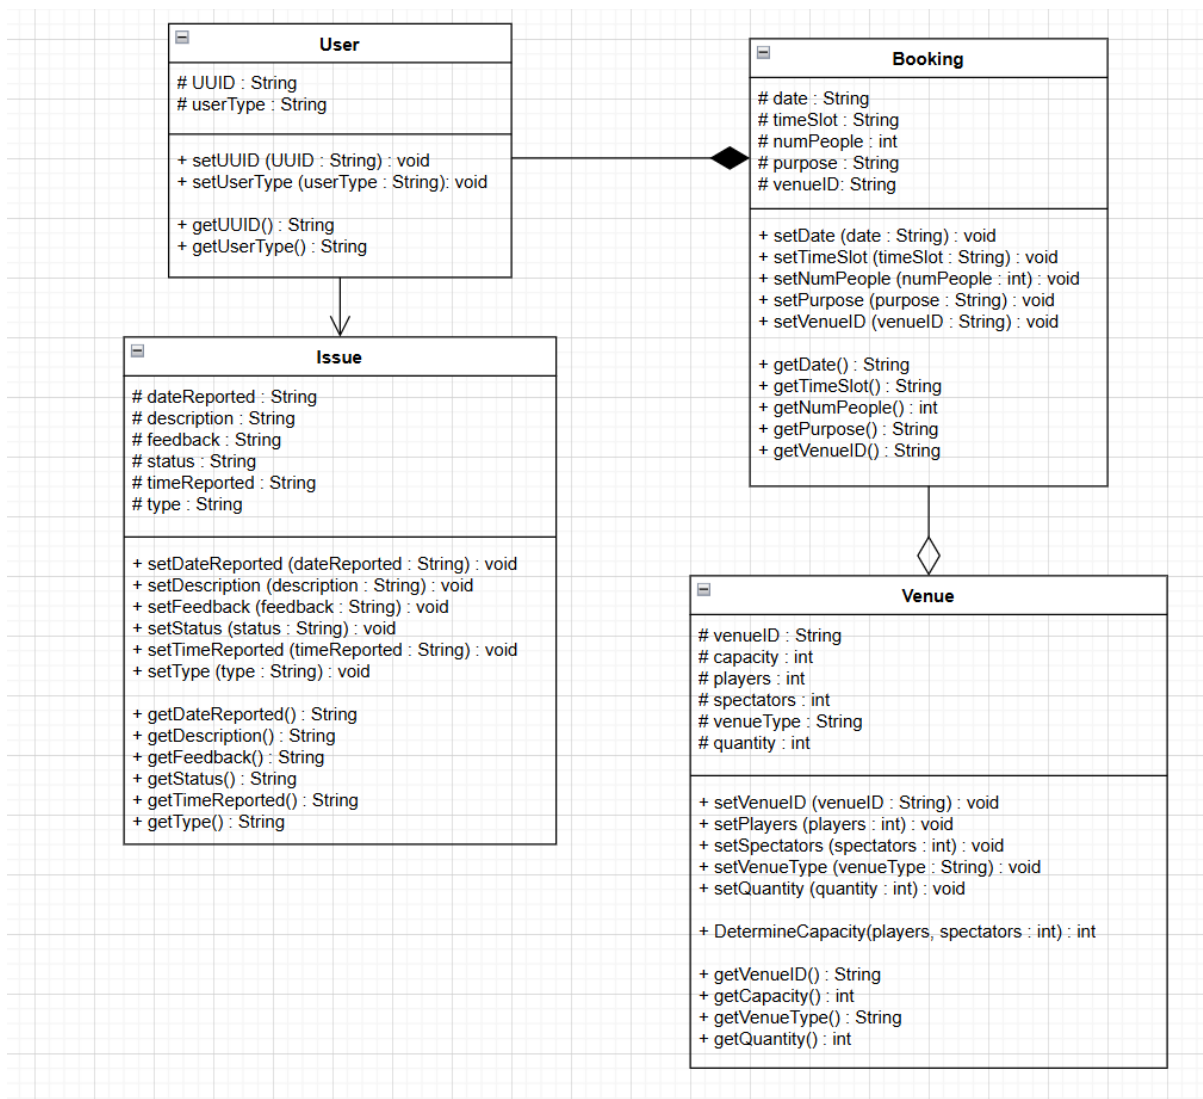 User
# UUID : String
# userType : String
+ setUUID (UUID : String) : void
+ setUserType (userType : String): void
+ getUUID() : String
+ getUserType() : String
Issue
# dateReported : String
# description : String
# feedback : String
# status : String
# timeReported : String
# type : String
+ setDateReported (dateReported : String) : void
+ setDescription (description : String) : void
+ setFeedback (feedback : String) : void
+ setStatus (status : String) : void
+ setTimeReported (timeReported : String) : void
+ setType (type : String) : void
+ getDateReported() : String
+ getDescription() : String
+ getFeedback() : String
+ getStatus() : String
+ getTimeReported() : String
+ getType() : String
Booking
# date : String
# timeSlot : String
# numPeople : int
# purpose : String
# venueID: String
+ setDate (date : String) : void
+ setTimeSlot (timeSlot : String) : void
+ setNumPeople (numPeople : int) : void
+ setPurpose (purpose : String) : void
+ setVenueID (venueID : String) : void
+ getDate() : String
+ getTimeSlot() : String
+ getNumPeople() : int
+ getPurpose() : String
+ getVenueID() : String
Venue
# venueID : String
# capacity : int
# players : int
# spectators : int
# venueType : String
# quantity : int
+ setVenueID (venueID : String) : void
+ setPlayers (players : int) : void
+ setSpectators (spectators : int) : void
+ setVenueType (venueType : String) : void
+ setQuantity (quantity : int) : void
+ DetermineCapacity(players, spectators : int) : int
+ getVenueID() : String
+ getCapacity() : int
+ getVenueType() : String
+ getQuantity() : int